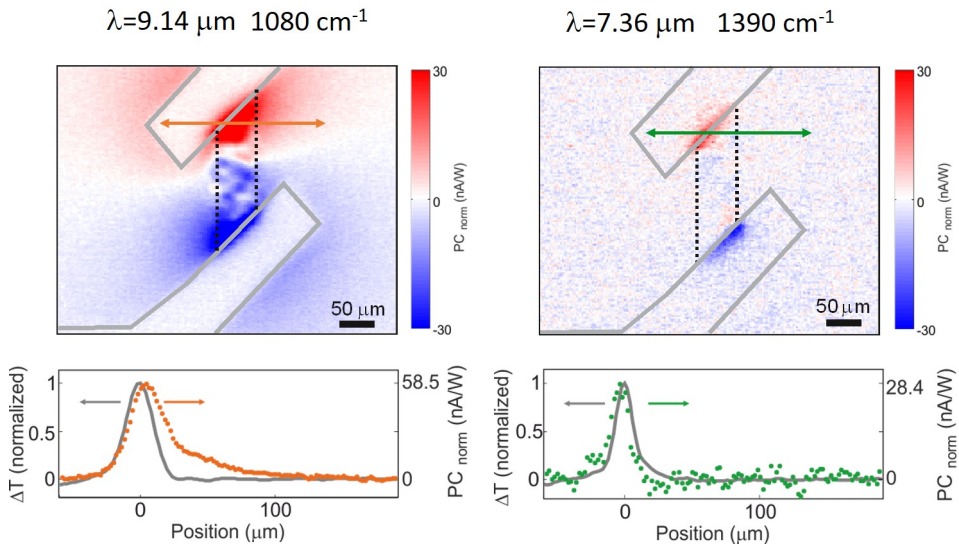 λ=9.14 μm 1080 cm⁻¹
λ=7.36 μm 1390 cm⁻¹
30
0
-30
PC norm (nA/W)
50 μm
30
0
-30
PC norm (nA/W)
50 μm
ΔT (normalized)
1
0.5
0
58.5
0
PC norm (nA/W)
0
100
Position (μm)
ΔT (normalized)
1
0.5
0
28.4
0
PC norm (nA/W)
0
100
Position (μm)